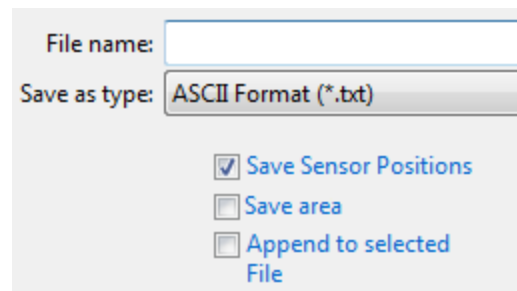 File name:
Save as type: ASCII Format (*.txt)
Save Sensor Positions
Save area
Append to selected
File